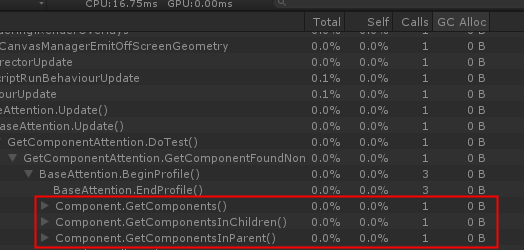 CPU:16.75ms GPU:0.00ms
Total Self Calls GC Alloc
0.0% 0.0% 1 0 B
CanvasManagerEmitOffScreenGeometry 0.0% 0.0% 1 0 B
rectorUpdate 0.0% 0.0% 1 0 B
criptRunBehaviourUpdate 0.1% 0.0% 1 0 B
ourUpdate 0.1% 0.0% 1 0 B
eAttention.Update() 0.0% 0.0% 1 0 B
aseAttention.Update() 0.0% 0.0% 1 0 B
GetComponentAttention.DoTest() 0.0% 0.0% 1 0 B
GetComponentAttention.GetComponentFoundNon 0.0% 0.0% 1 0 B
BaseAttention.BeginProfile() 0.0% 0.0% 3 0 B
BaseAttention.EndProfile() 0.0% 0.0% 3 0 B
Component.GetComponents() 0.0% 0.0% 1 0 B
Component.GetComponentsInChildren() 0.0% 0.0% 1 0 B
Component.GetComponentsInParent() 0.0% 0.0% 1 0 B